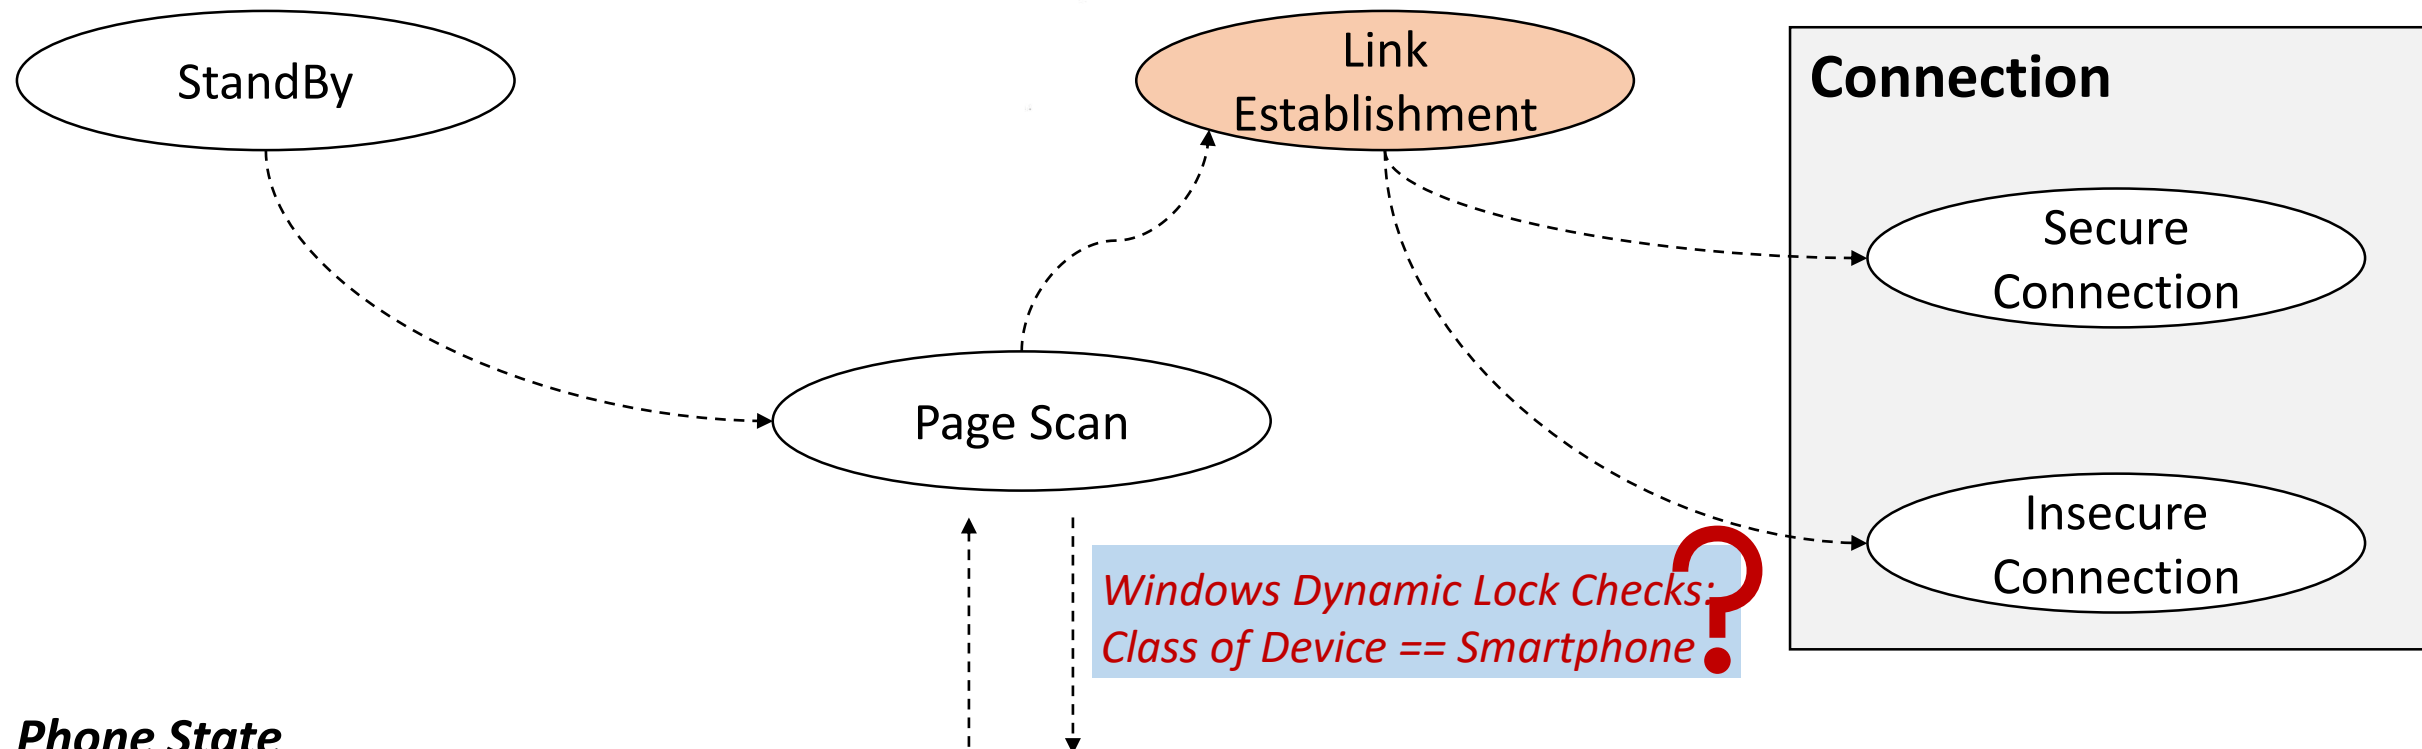 StandBy
Link
Establishment
Connection
Secure
Connection
Page Scan
Insecure
Connection
Windows Dynamic Lock Checks:
Class of Device == Smartphone
?
Phone State